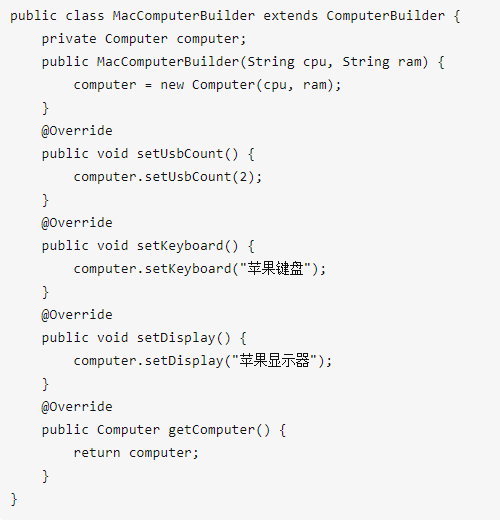 public class MacComputerBuilder extends ComputerBuilder {
    private Computer computer;
    public MacComputerBuilder(String cpu, String ram) {
        computer = new Computer(cpu, ram);
    }
    @Override
    public void setUsbCount() {
        computer.setUsbCount(2);
    }
    @Override
    public void setKeyboard() {
        computer.setKeyboard("苹果键盘");
    }
    @Override
    public void setDisplay() {
        computer.setDisplay("苹果显示器");
    }
    @Override
    public Computer getComputer() {
        return computer;
    }
}